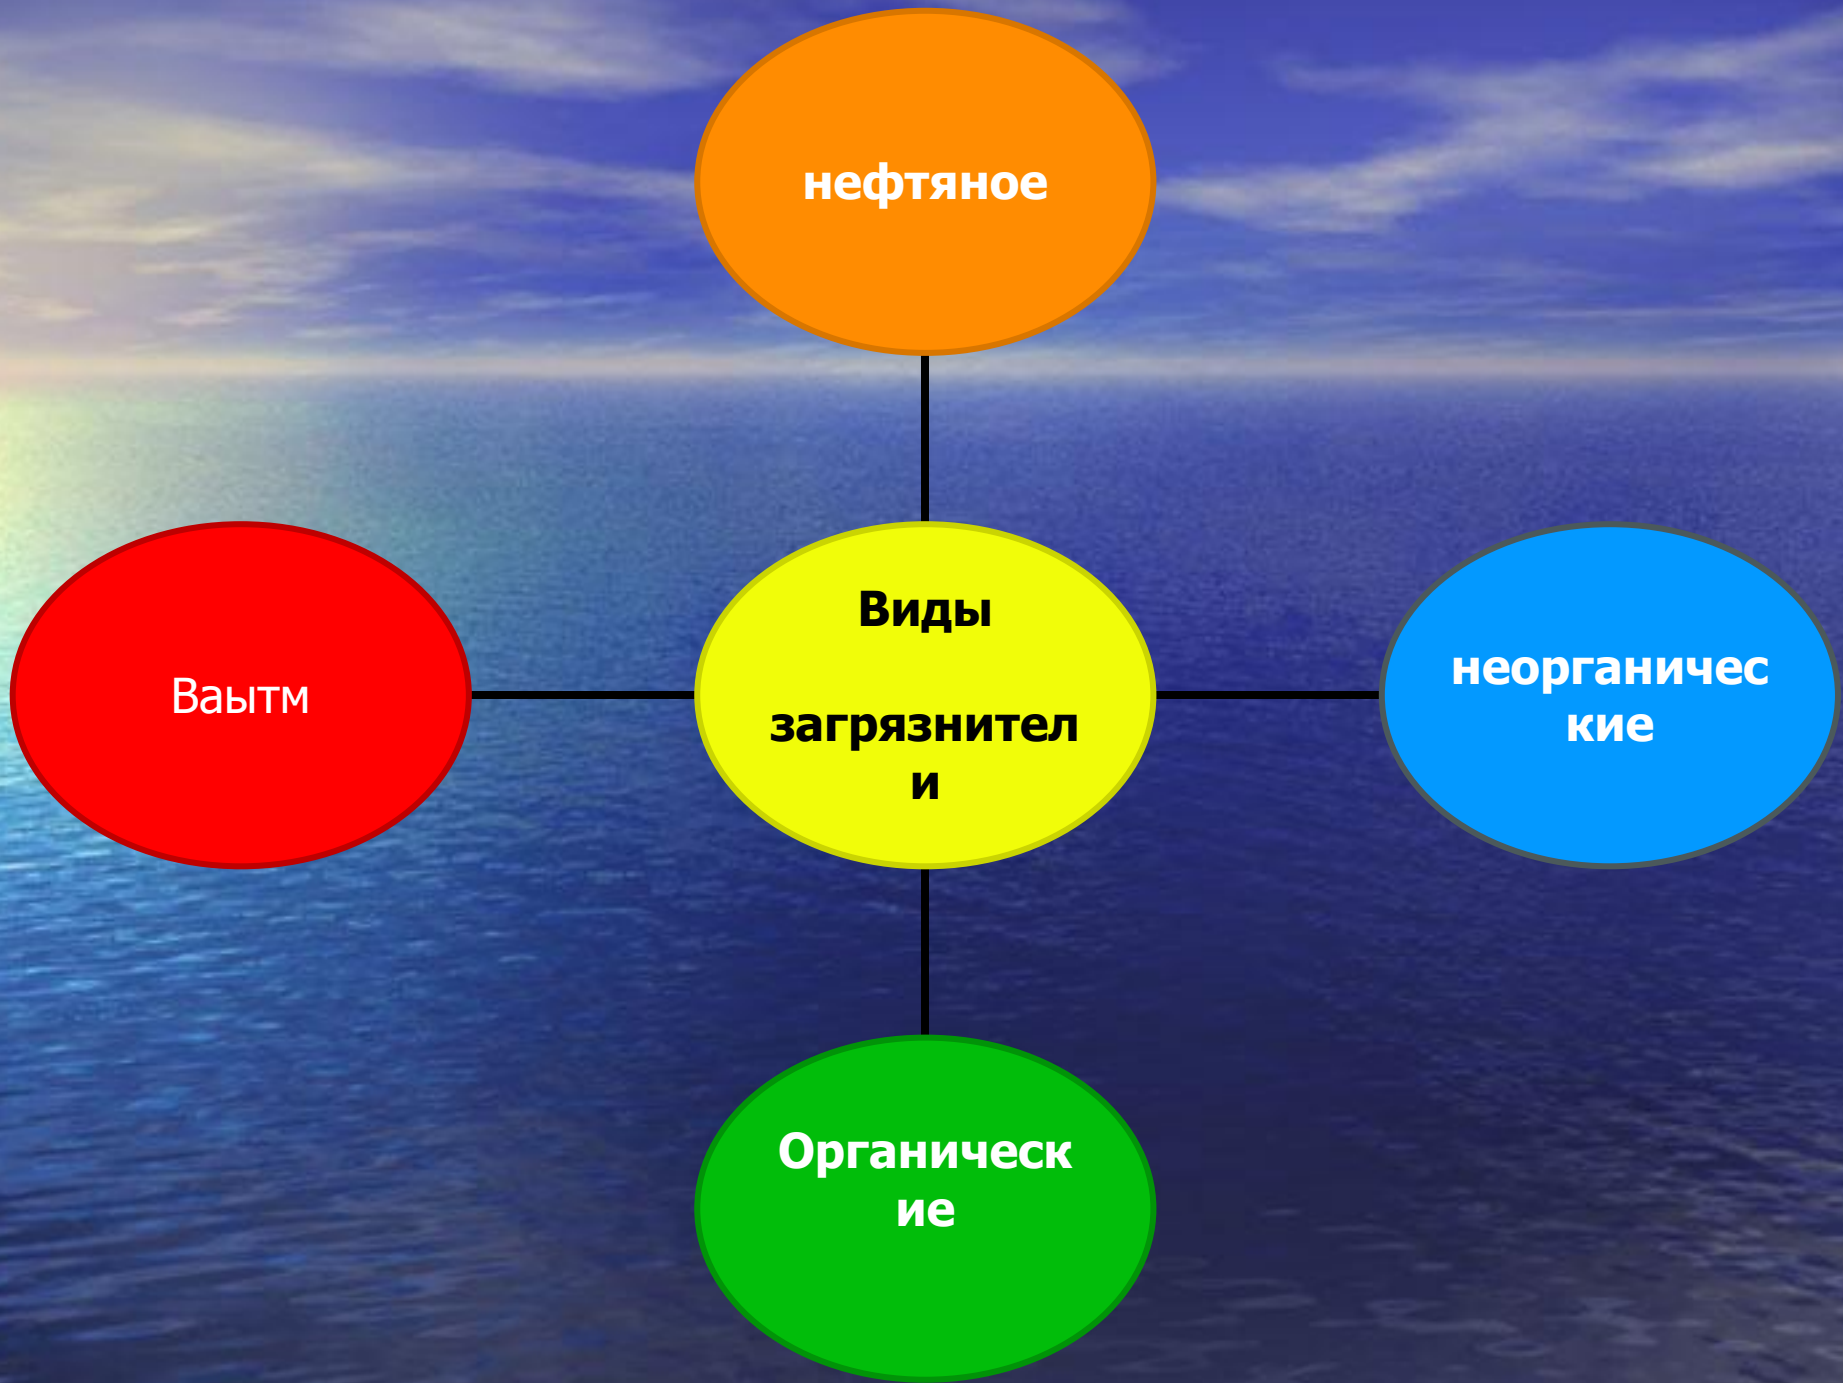 нефтяное
Ваытм
Виды
загрязнител
и
неорганичес
кие
Органическ
ие